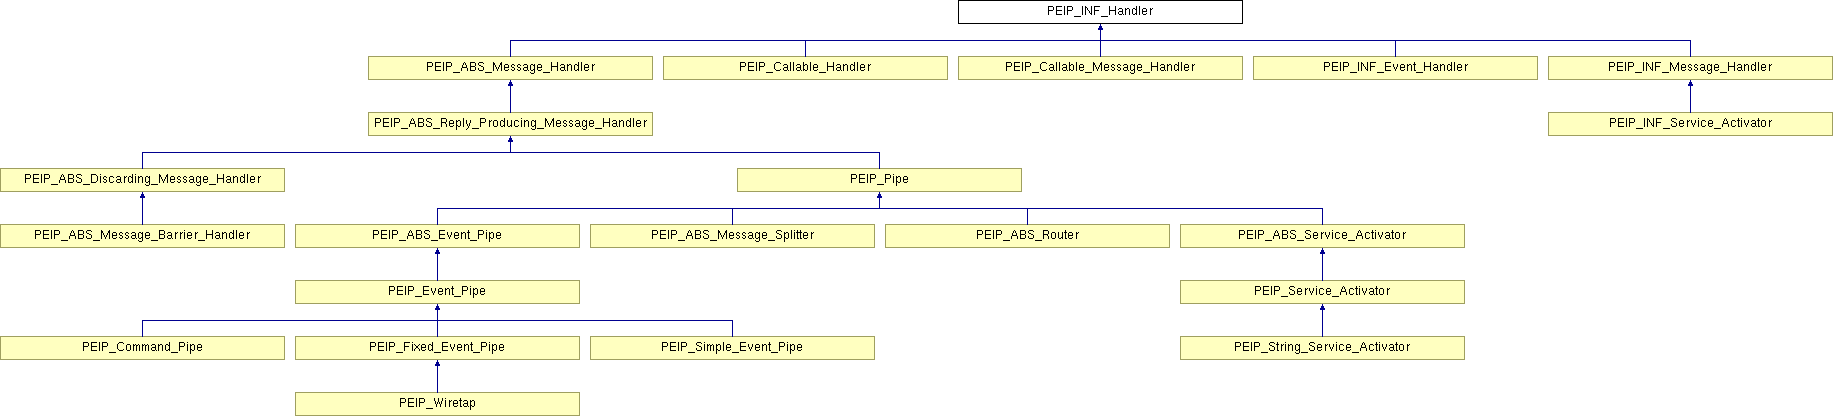 PEIP_INF_Handler
PEIP_ABS_Message_Handler
PEIP_Callable_Handler
PEIP_Callable_Message_Handler
PEIP_INF_Event_Handler
PEIP_INF_Message_Handler
PEIP_ABS_Reply_Producing_Message_Handler
PEIP_INF_Service_Activator
PEIP_ABS_Discarding_Message_Handler
PEIP_Pipe
PEIP_ABS_Message_Barrier_Handler
PEIP_ABS_Event_Pipe
PEIP_ABS_Message_Splitter
PEIP_ABS_Router
PEIP_ABS_Service_Activator
PEIP_Event_Pipe
PEIP_Service_Activator
PEIP_Command_Pipe
PEIP_Fixed_Event_Pipe
PEIP_Simple_Event_Pipe
PEIP_String_Service_Activator
PEIP_Wiretap